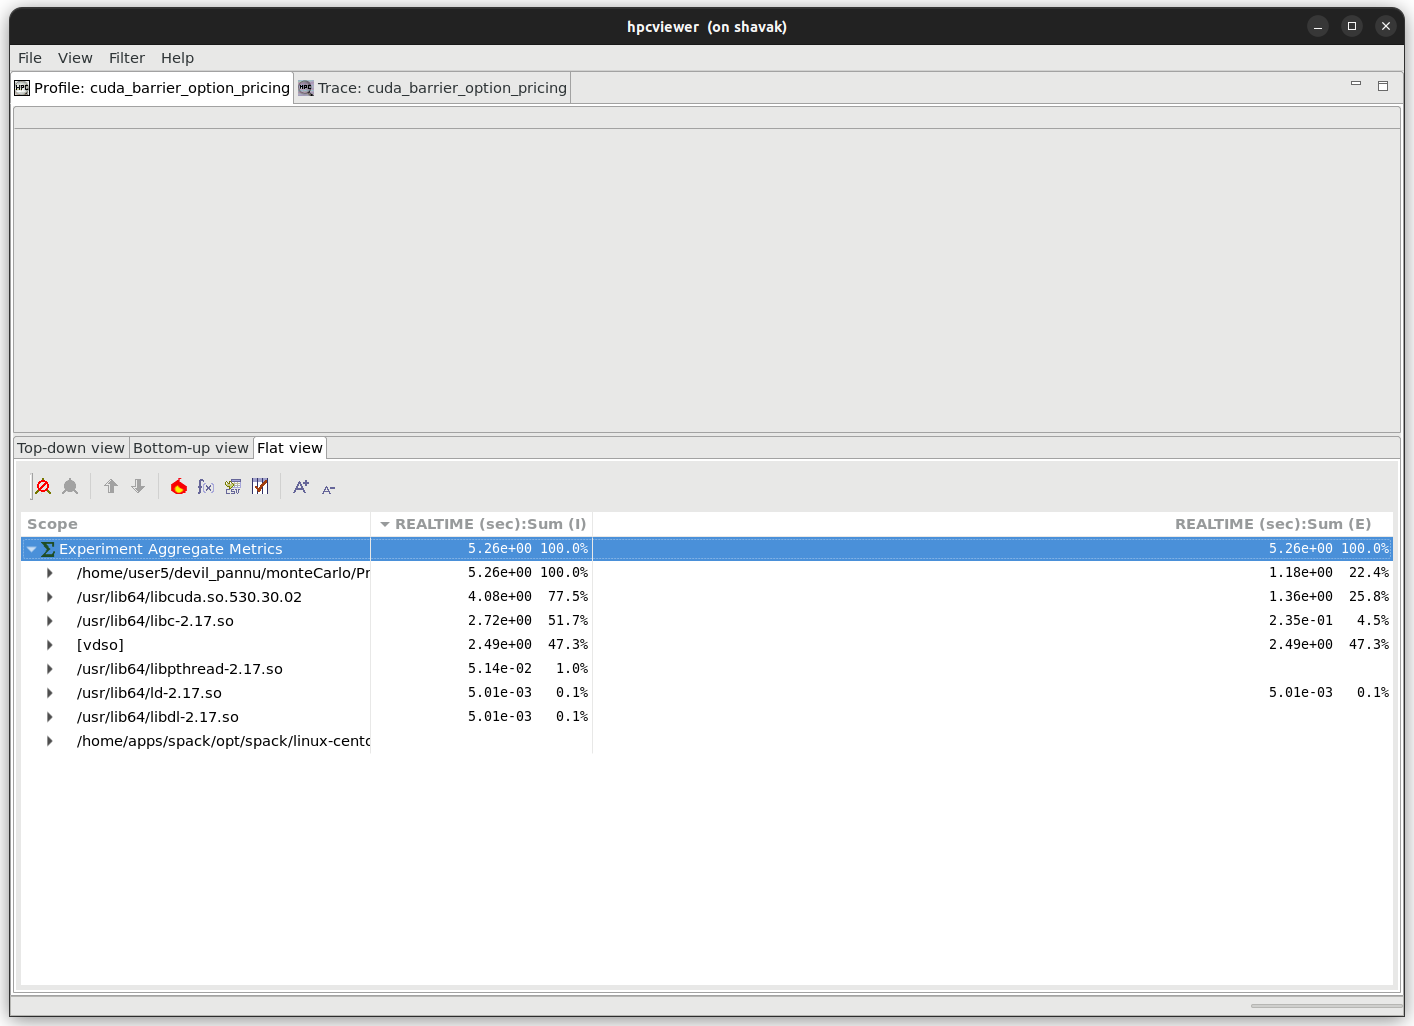 hpcviewer (on shavak)
File View Filter Help
Profile: cuda_barrier_option_pricing Trace: cuda_barrier_option_pricing
Top-down view Bottom-up view Flat view
Scope REALTIME (sec):Sum (I) REALTIME (sec):Sum (E)
Experiment Aggregate Metrics 5.26e+00 100.0% 5.26e+00 100.0%
/home/user5/devil_pannu/monteCarlo/Pr 5.26e+00 100.0% 1.18e+00 22.4%
/usr/lib64/libcuda.so.530.30.02 4.08e+00 77.5% 1.36e+00 25.8%
/usr/lib64/libc-2.17.so 2.72e+00 51.7% 2.35e-01 4.5%
[vdso] 2.49e+00 47.3% 2.49e+00 47.3%
/usr/lib64/libpthread-2.17.so 5.14e-02 1.0%
/usr/lib64/ld-2.17.so 5.01e-03 0.1% 5.01e-03 0.1%
/usr/lib64/libdl-2.17.so 5.01e-03 0.1%
/home/apps/spack/opt/spack/linux-cento